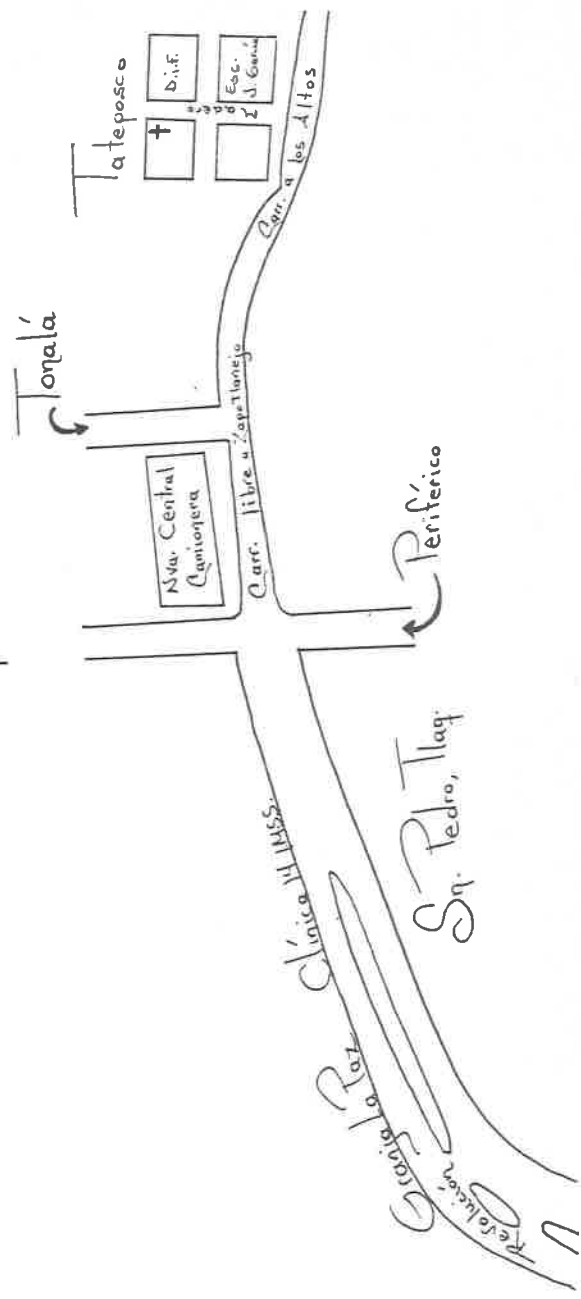 Tateposco
D.i.F.
Esc.
Carr. a los Altos
Tonalá
Nva. Central
Camionera
Carr. libre a Zapotlanejo
Periférico
Sn. Pedro, Tlaq.
Clínica 14 IMSS.
Granja La Paz
Revolución